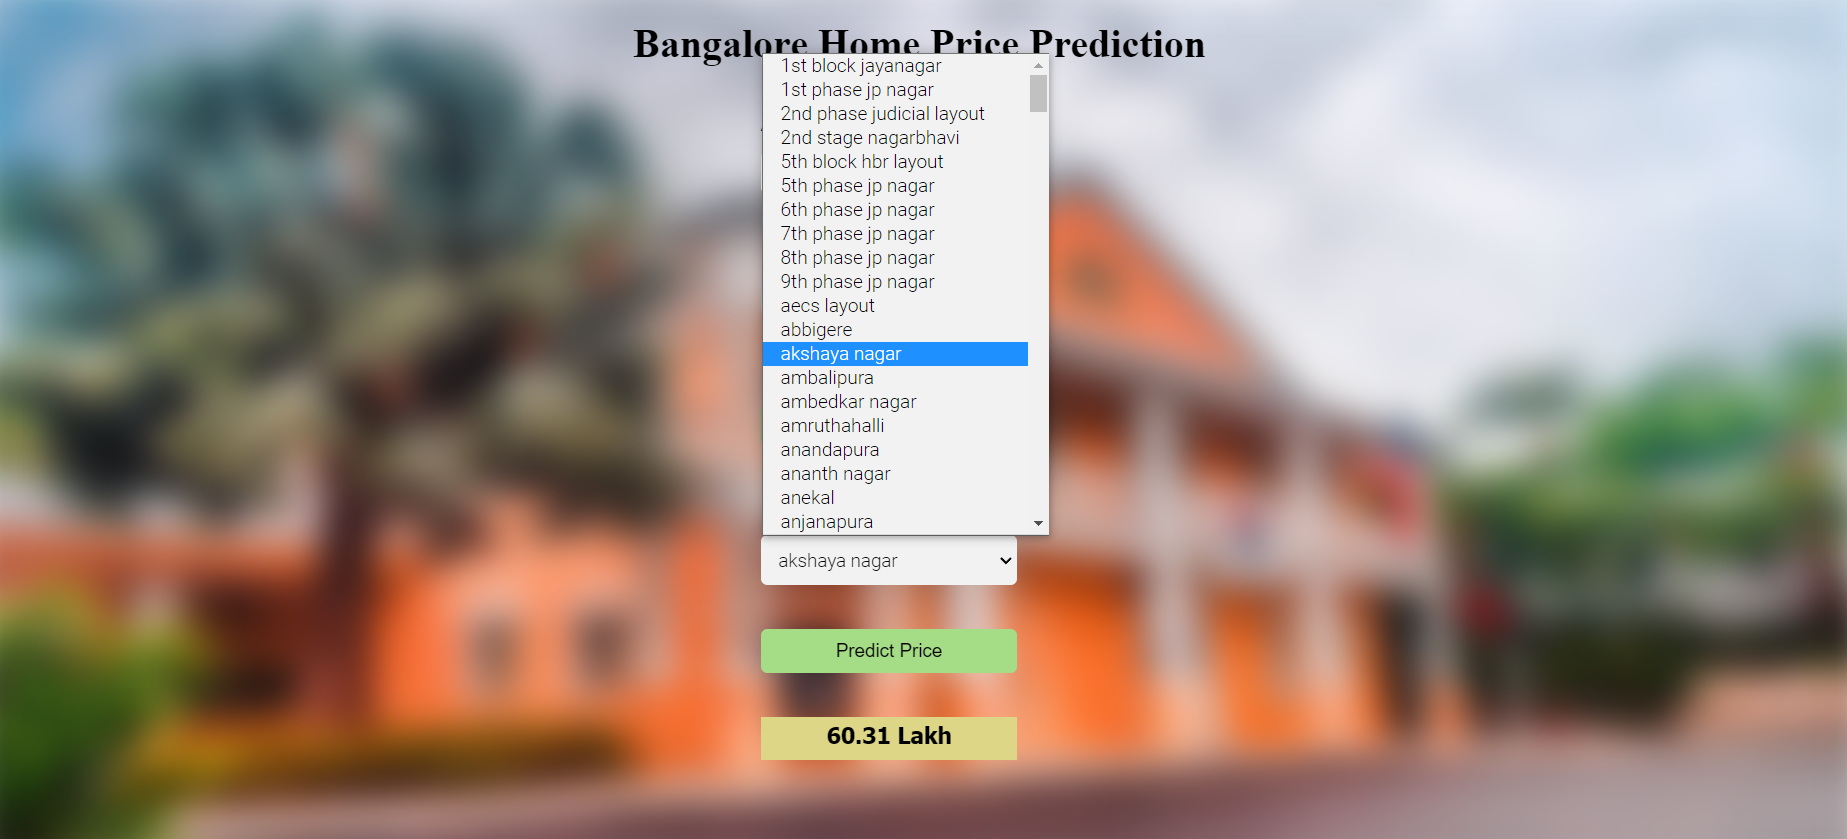 Bangalore Home Price Prediction
1st block jayanagar
1st phase jp nagar
2nd phase judicial layout
2nd stage nagarbhavi
5th block hbr layout
5th phase jp nagar
6th phase jp nagar
7th phase jp nagar
8th phase jp nagar
9th phase jp nagar
aecs layout
abbigere
akshaya nagar
ambalipura
ambedkar nagar
amruthahalli
anandapura
ananth nagar
anekal
anjanapura
akshaya nagar
Predict Price
60.31 Lakh